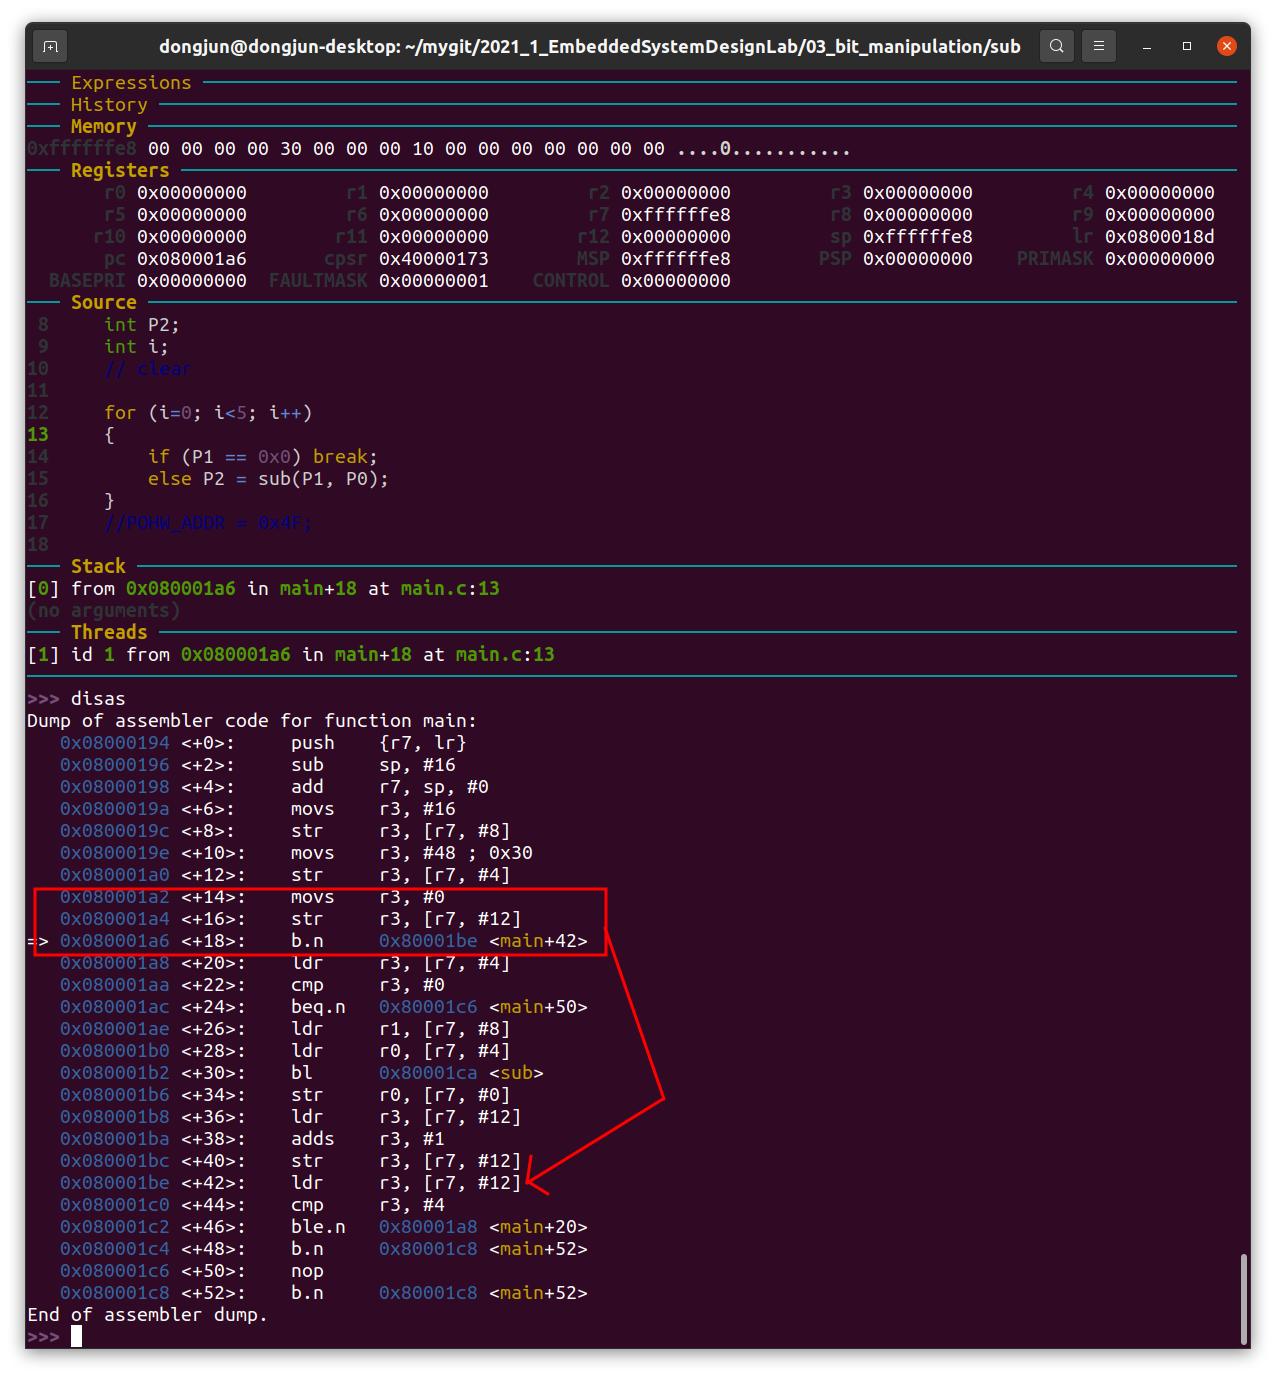 dongjun@dongjun-desktop: ~/mygit/2021_1_EmbeddedSystemDesignLab/03_bit_manipulation/sub
Expressions
History
Memory
0xffffffe8 00 00 00 00 30 00 00 00 10 00 00 00 00 00 00 00 ....0...........
Registers
r0 0x00000000 r1 0x00000000 r2 0x00000000 r3 0x00000000 r4 0x00000000
r5 0x00000000 r6 0x00000000 r7 0xffffffe8 r8 0x00000000 r9 0x00000000
r10 0x00000000 r11 0x00000000 r12 0x00000000 sp 0xffffffe8 lr 0x0800018d
pc 0x080001a6 cpsr 0x40000173 MSP 0xffffffe8 PSP 0x00000000 PRIMASK 0x00000000
BASEPRI 0x00000000 FAULTMASK 0x00000001 CONTROL 0x00000000
Source
8 int P2;
9 int i;
10 // clear
11
12 for (i=0; i<5; i++)
13 {
14 if (P1 == 0x0) break;
15 else P2 = sub(P1, P0);
16 }
17 //POHW_ADDR = 0x4F;
18
Stack
[0] from 0x080001a6 in main+18 at main.c:13
(no arguments)
Threads
[1] id 1 from 0x080001a6 in main+18 at main.c:13
>>> disas
Dump of assembler code for function main:
0x08000194 <+0>: push {r7, lr}
0x08000196 <+2>: sub sp, #16
0x08000198 <+4>: add r7, sp, #0
0x0800019a <+6>: movs r3, #16
0x0800019c <+8>: str r3, [r7, #8]
0x0800019e <+10>: movs r3, #48 ; 0x30
0x080001a0 <+12>: str r3, [r7, #4]
0x080001a2 <+14>: movs r3, #0
0x080001a4 <+16>: str r3, [r7, #12]
=> 0x080001a6 <+18>: b.n 0x80001be <main+42>
0x080001a8 <+20>: ldr r3, [r7, #4]
0x080001aa <+22>: cmp r3, #0
0x080001ac <+24>: beq.n 0x80001c6 <main+50>
0x080001ae <+26>: ldr r1, [r7, #8]
0x080001b0 <+28>: ldr r0, [r7, #4]
0x080001b2 <+30>: bl 0x80001ca <sub>
0x080001b6 <+34>: str r0, [r7, #0]
0x080001b8 <+36>: ldr r3, [r7, #12]
0x080001ba <+38>: adds r3, #1
0x080001bc <+40>: str r3, [r7, #12]
0x080001be <+42>: ldr r3, [r7, #12]
0x080001c0 <+44>: cmp r3, #4
0x080001c2 <+46>: ble.n 0x80001a8 <main+20>
0x080001c4 <+48>: b.n 0x80001c8 <main+52>
0x080001c6 <+50>: nop
0x080001c8 <+52>: b.n 0x80001c8 <main+52>
End of assembler dump.
>>>